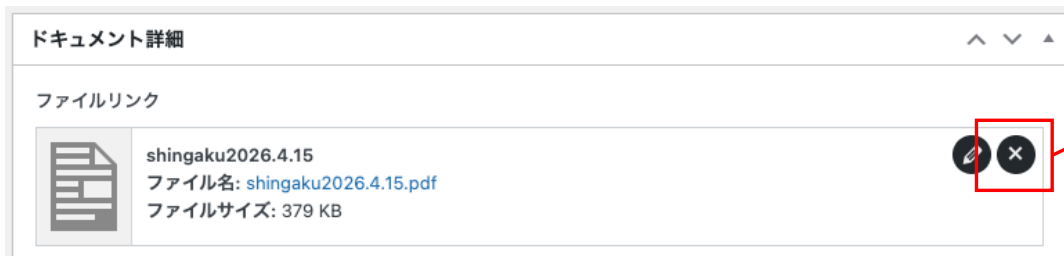 ドキュメント詳細
ファイルリンク
shingaku2026.4.15
ファイル名: shingaku2026.4.15.pdf
ファイルサイズ: 379 KB